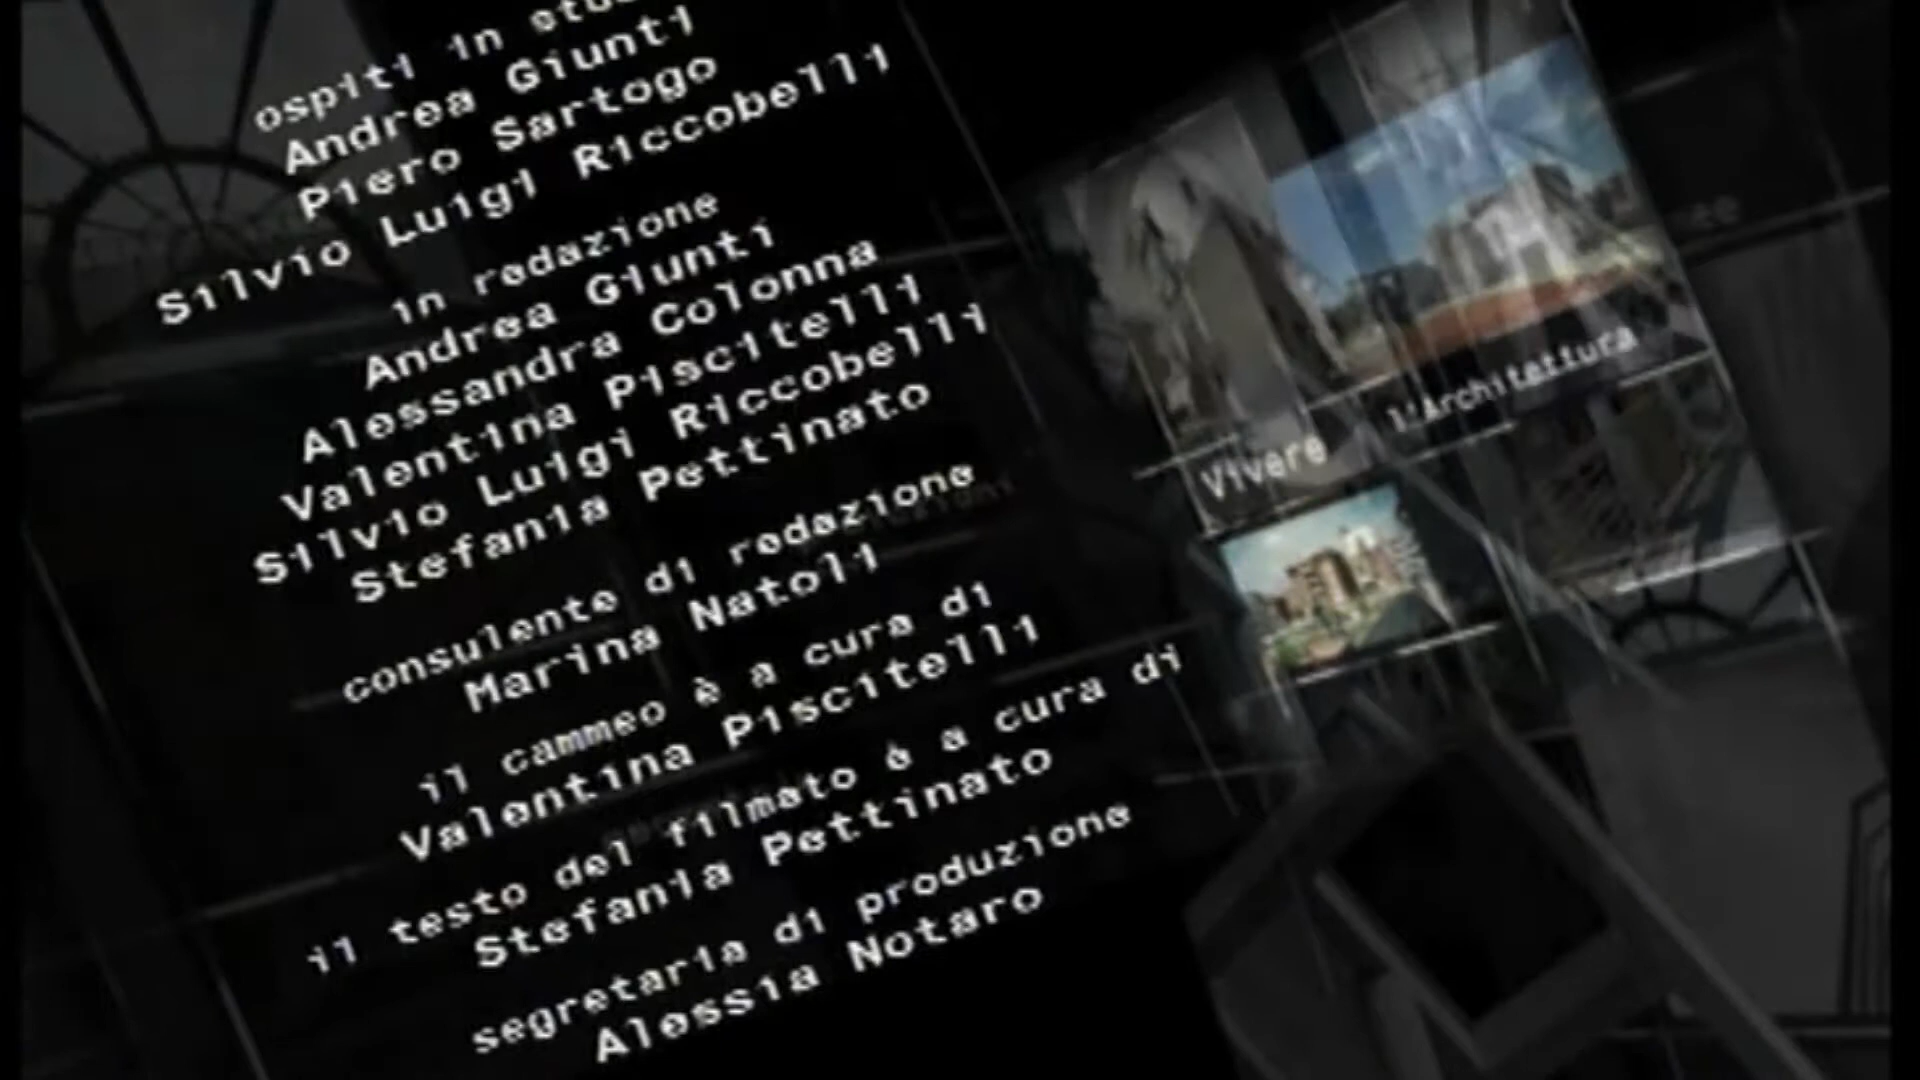 ospiti in
Andrea Giunti
Piero Sartogo
Silvio Luigi Riccobelli
in redazione
Andrea Giunti
Alessandra Colonna
Valentina Piscitelli
Silvio Luigi Riccobelli
Stefania Pettinato
consulente di redazione
Marina Natoli
il cammeo è a cura di
Valentina Piscitelli
il testo del filmato è a cura di
Stefania Pettinato
segretaria di produzione
Alessia Notaro
Vivere l'Architettura